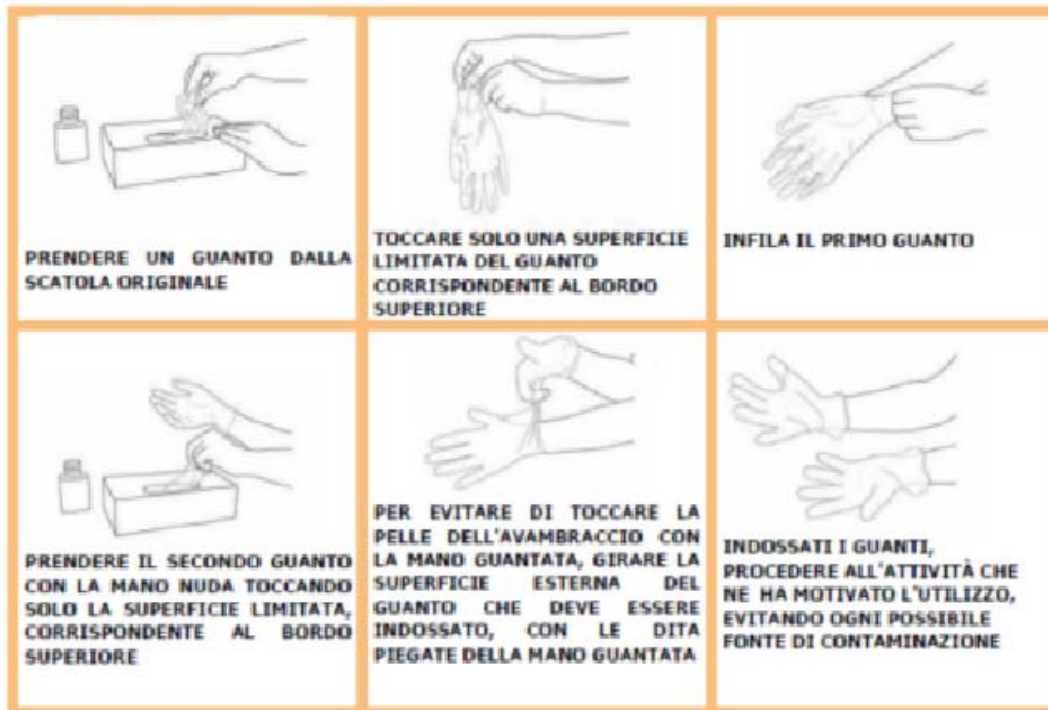 PRENDERE UN GUANTO DALLA
SCATOLA ORIGINALE
TOCCARE SOLO UNA SUPERFICIE
LIMITATA DEL GUANTO
CORRISPONDENTE AL BORDO
SUPERIORE
INFILA IL PRIMO GUANTO
PRENDERE IL SECONDO GUANTO
CON LA MANO NUDA TOCCANDO
SOLO LA SUPERFICIE LIMITATA,
CORRISPONDENTE AL BORDO
SUPERIORE
PER EVITARE DI TOCCARE LA
PELLE DELL'AVAMBRACCIO CON
LA MANO GUANTATA, GIRARE LA
SUPERFICIE ESTERNA DEL
GUANTO CHE DEVE ESSERE
INDOSSATO, CON LE DITA
PIEGATE DELLA MANO GUANTATA
INDOSSATI I GUANTI,
PROCEDERE ALL'ATTIVITÀ CHE
NE HA MOTIVATO L'UTILIZZO,
EVITANDO OGNI POSSIBILE
FONTE DI CONTAMINAZIONE